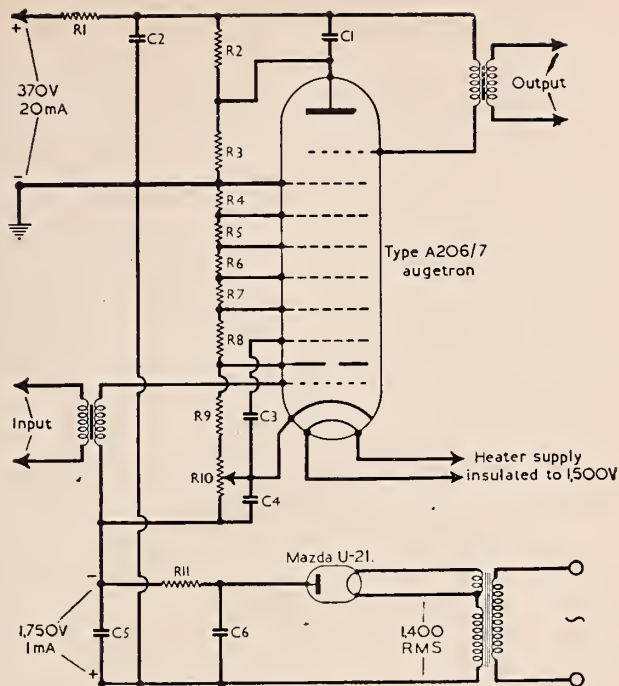 +
R1
C2
R2
C1
370V
20mA
Output
R3
-
R4
R5
Type A206/7
augetron
R6
R7
R8
Input
R9
C3
R10
C4
Heater supply
insulated to 1,500V
Mazda U-21.
-
R11
1,750V
1mA
C5
C6
1,400
RMS
+
~